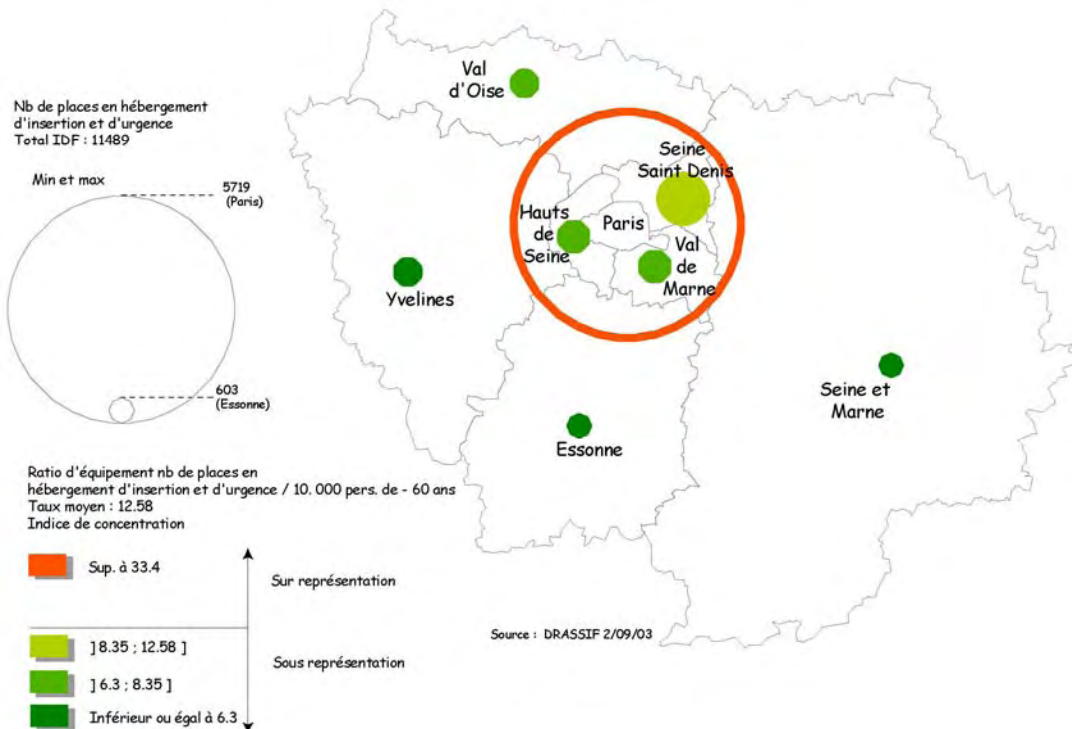 Nb de places en hébergement
d'insertion et d'urgence
Total IDF : 11489
Min et max
5719
(Paris)
603
(Essonne)
Ratio d'équipement nb de places en
hébergement d'insertion et d'urgence / 10. 000 pers. de - 60 ans
Taux moyen : 12.58
Indice de concentration
Sup. à 33.4
Sur représentation
] 8.35 ; 12.58 ]
Sous représentation
] 6.3 ; 8.35 ]
Inférieur ou égal à 6.3
Val
d'Oise
Seine
Saint Denis
Hauts
de
Seine
Paris
Val
de
Marne
Yvelines
Seine et
Marne
Essonne
Source : DRASSIF 2/09/03